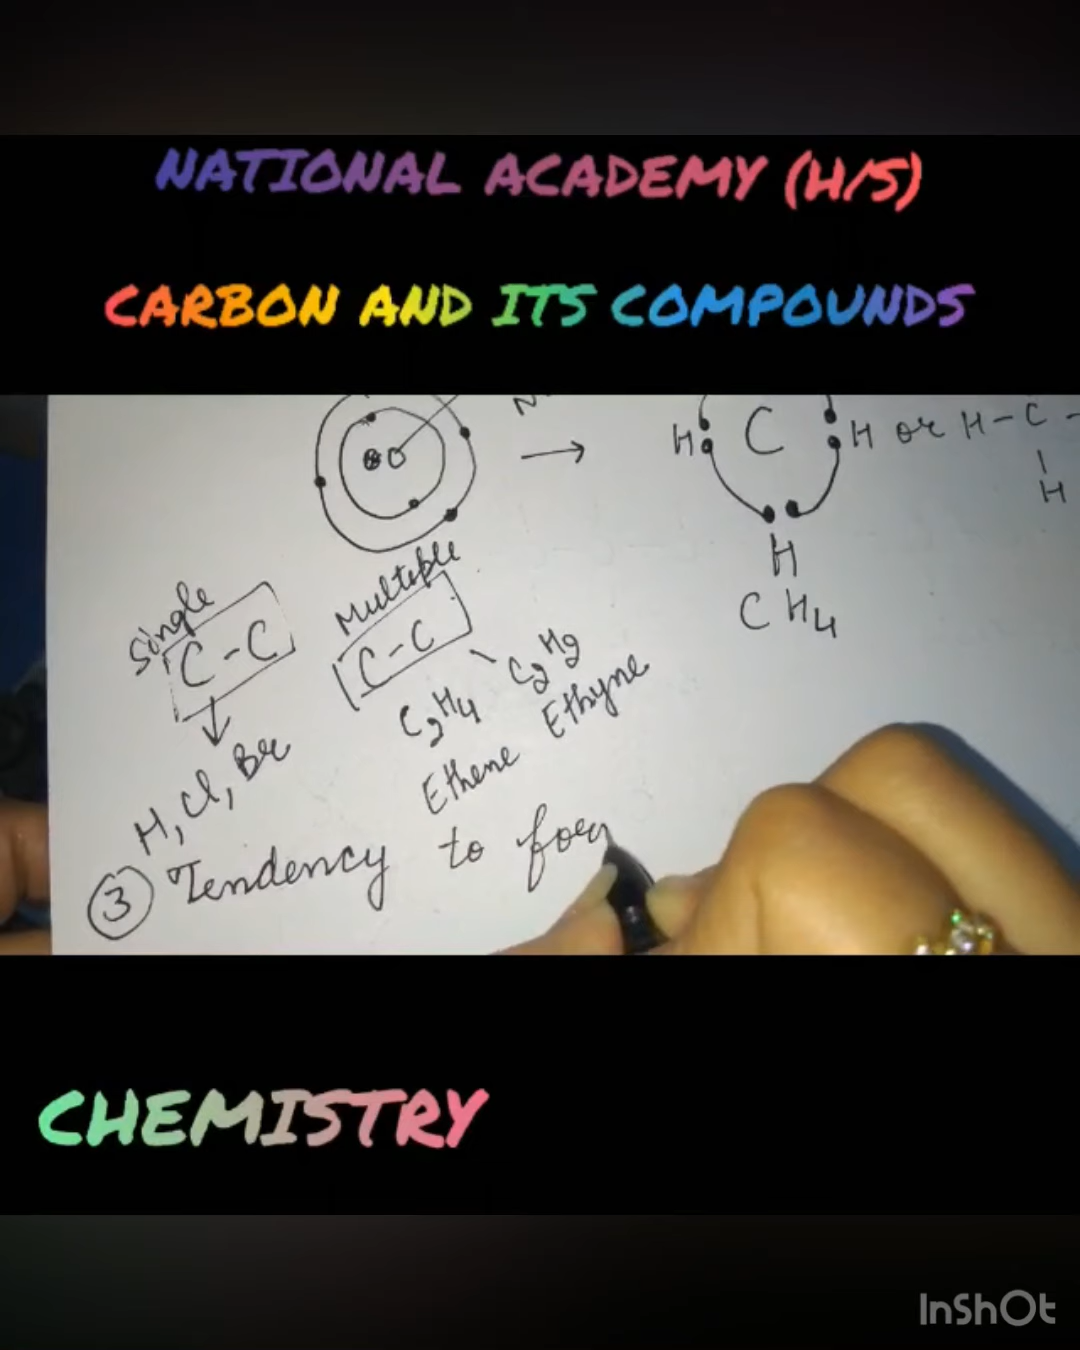 NATIONAL ACADEMY (H/S)
CARBON AND ITS COMPOUNDS
H C H or H-C-
H
H
CH4
Single
C-C
H, Cl, Br
Multiple
C-C
C2H4 C2H2
Ethene Ethyne
3 Tendency to for
CHEMISTRY
InShOt